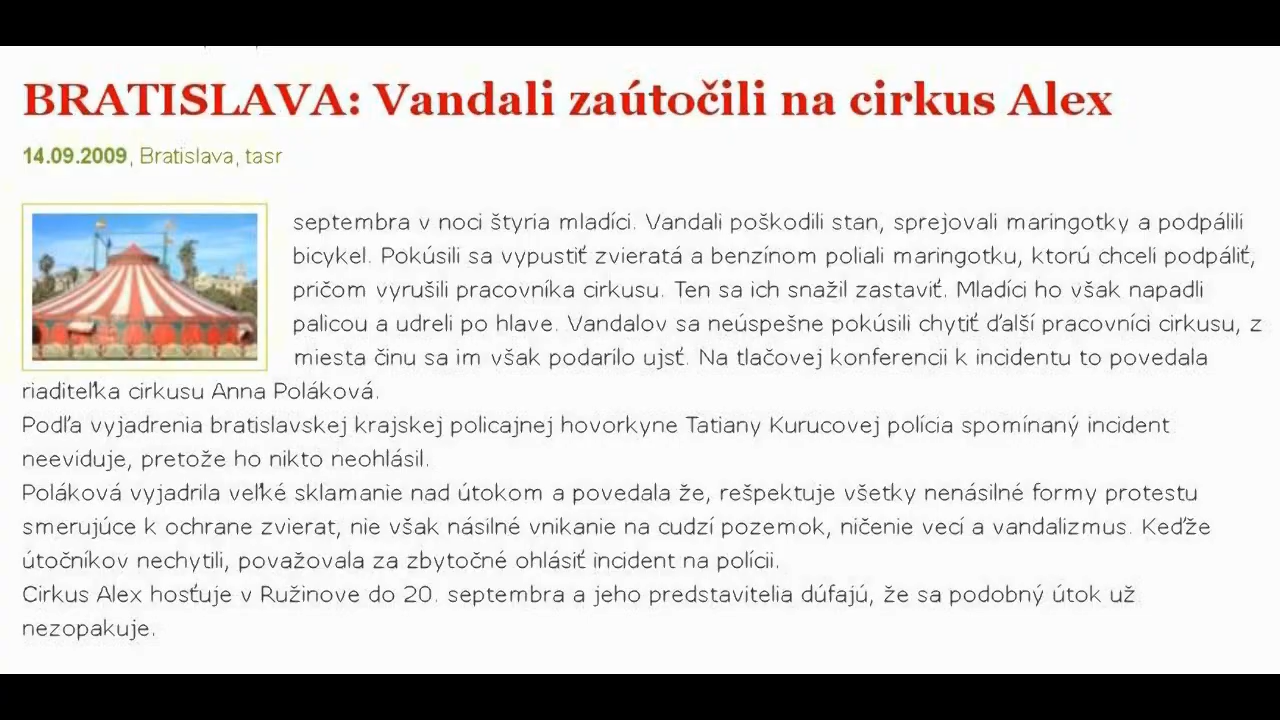 BRATISLAVA: Vandali zaútočili na cirkus Alex
14.09.2009, Bratislava, tasr
septembra v noci štyria mladíci. Vandali poškodili stan, sprejovali maringotky a podpálili
bicykel. Pokúsili sa vypustiť zvieratá a benzínom poliali maringotku, ktorú chceli podpáliť,
pričom vyrušili pracovníka cirkusu. Ten sa ich snažil zastaviť. Mladíci ho však napadli
palicou a udreli po hlave. Vandalov sa neúspešne pokúsili chytiť ďalší pracovníci cirkusu, z
miesta činu sa im však podarilo ujsť. Na tlačovej konferencii k incidentu to povedala
riaditeľka cirkusu Anna Poláková.
Podľa vyjadrenia bratislavskej krajskej policajnej hovorkyne Tatiany Kurucovej polícia spomínaný incident
neeviduje, pretože ho nikto neohlásil.
Poláková vyjadrila veľké sklamanie nad útokom a povedala že, rešpektuje všetky nenásilné formy protestu
smerujúce k ochrane zvierat, nie však násilné vnikanie na cudzí pozemok, ničenie vecí a vandalizmus. Keďže
útočníkov nechytili, považovala za zbytočné ohlásiť incident na polícii.
Cirkus Alex hosťuje v Ružinove do 20. septembra a jeho predstavitelia dúfajú, že sa podobný útok už
nezopakuje.